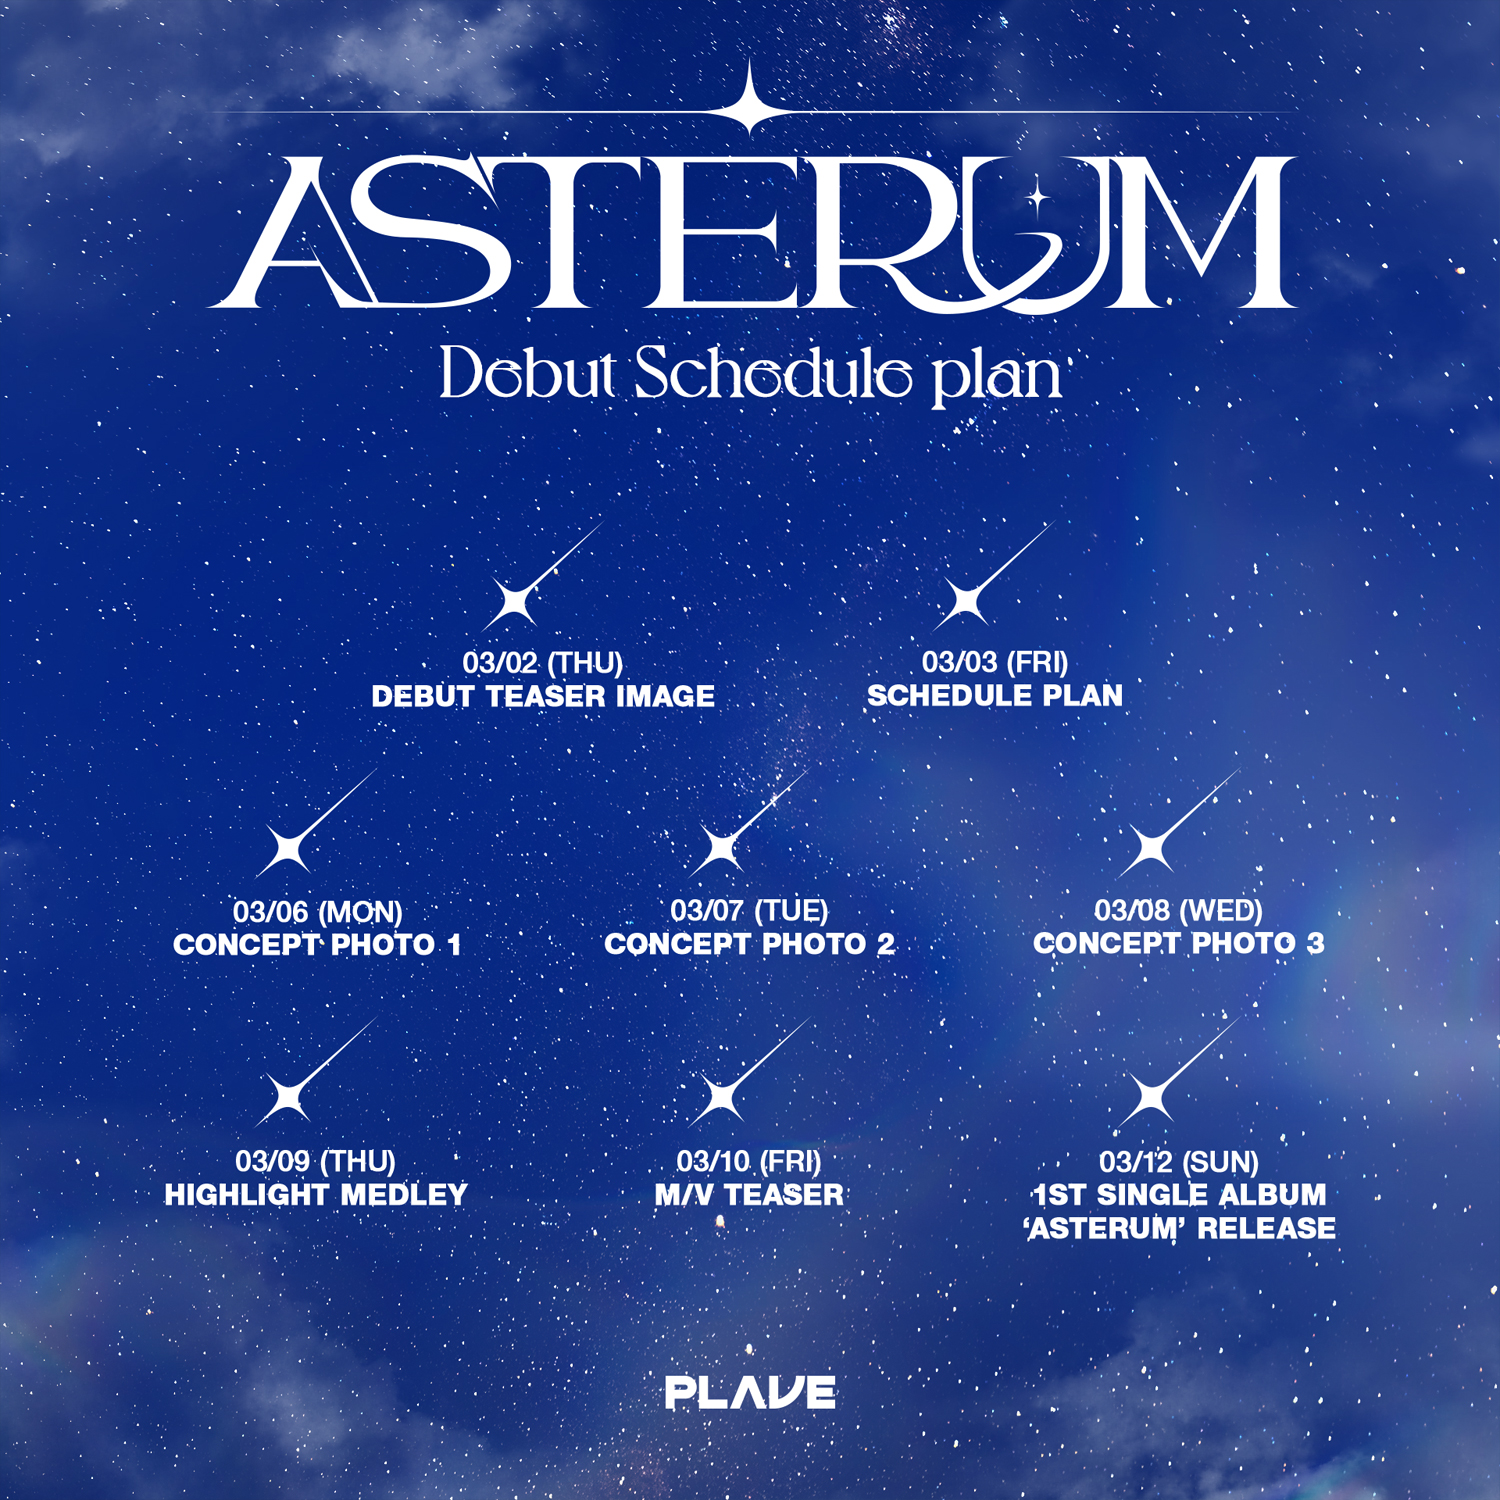 ASTERUM
Debut Schedule plan
03/02 (THU)
DEBUT TEASER IMAGE
03/03 (FRI)
SCHEDULE PLAN
03/06 (MON)
CONCEPT PHOTO 1
03/07 (TUE)
CONCEPT PHOTO 2
03/08 (WED)
CONCEPT PHOTO 3
03/09 (THU)
HIGHLIGHT MEDLEY
03/10 (FRI)
M/V TEASER
03/12 (SUN)
1ST SINGLE ALBUM
‘ASTERUM’ RELEASE
PLAVE